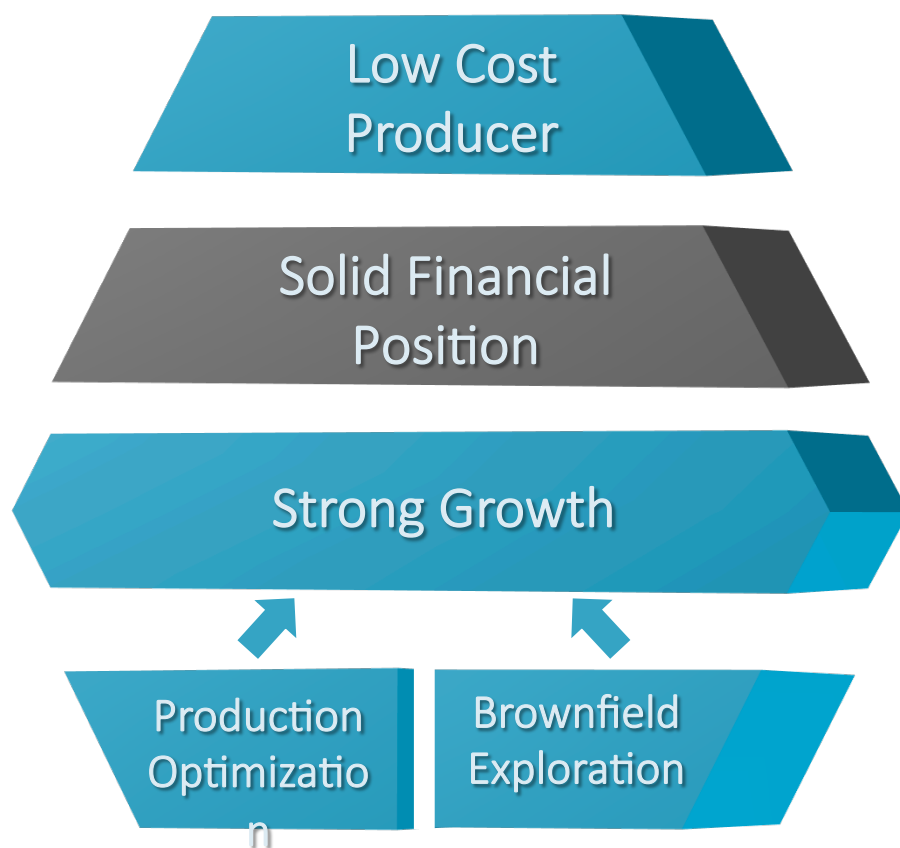 Low Cost
Producer
Solid Financial
Position
Strong Growth
Production
Optimizatio
n
Brownfield
Exploration